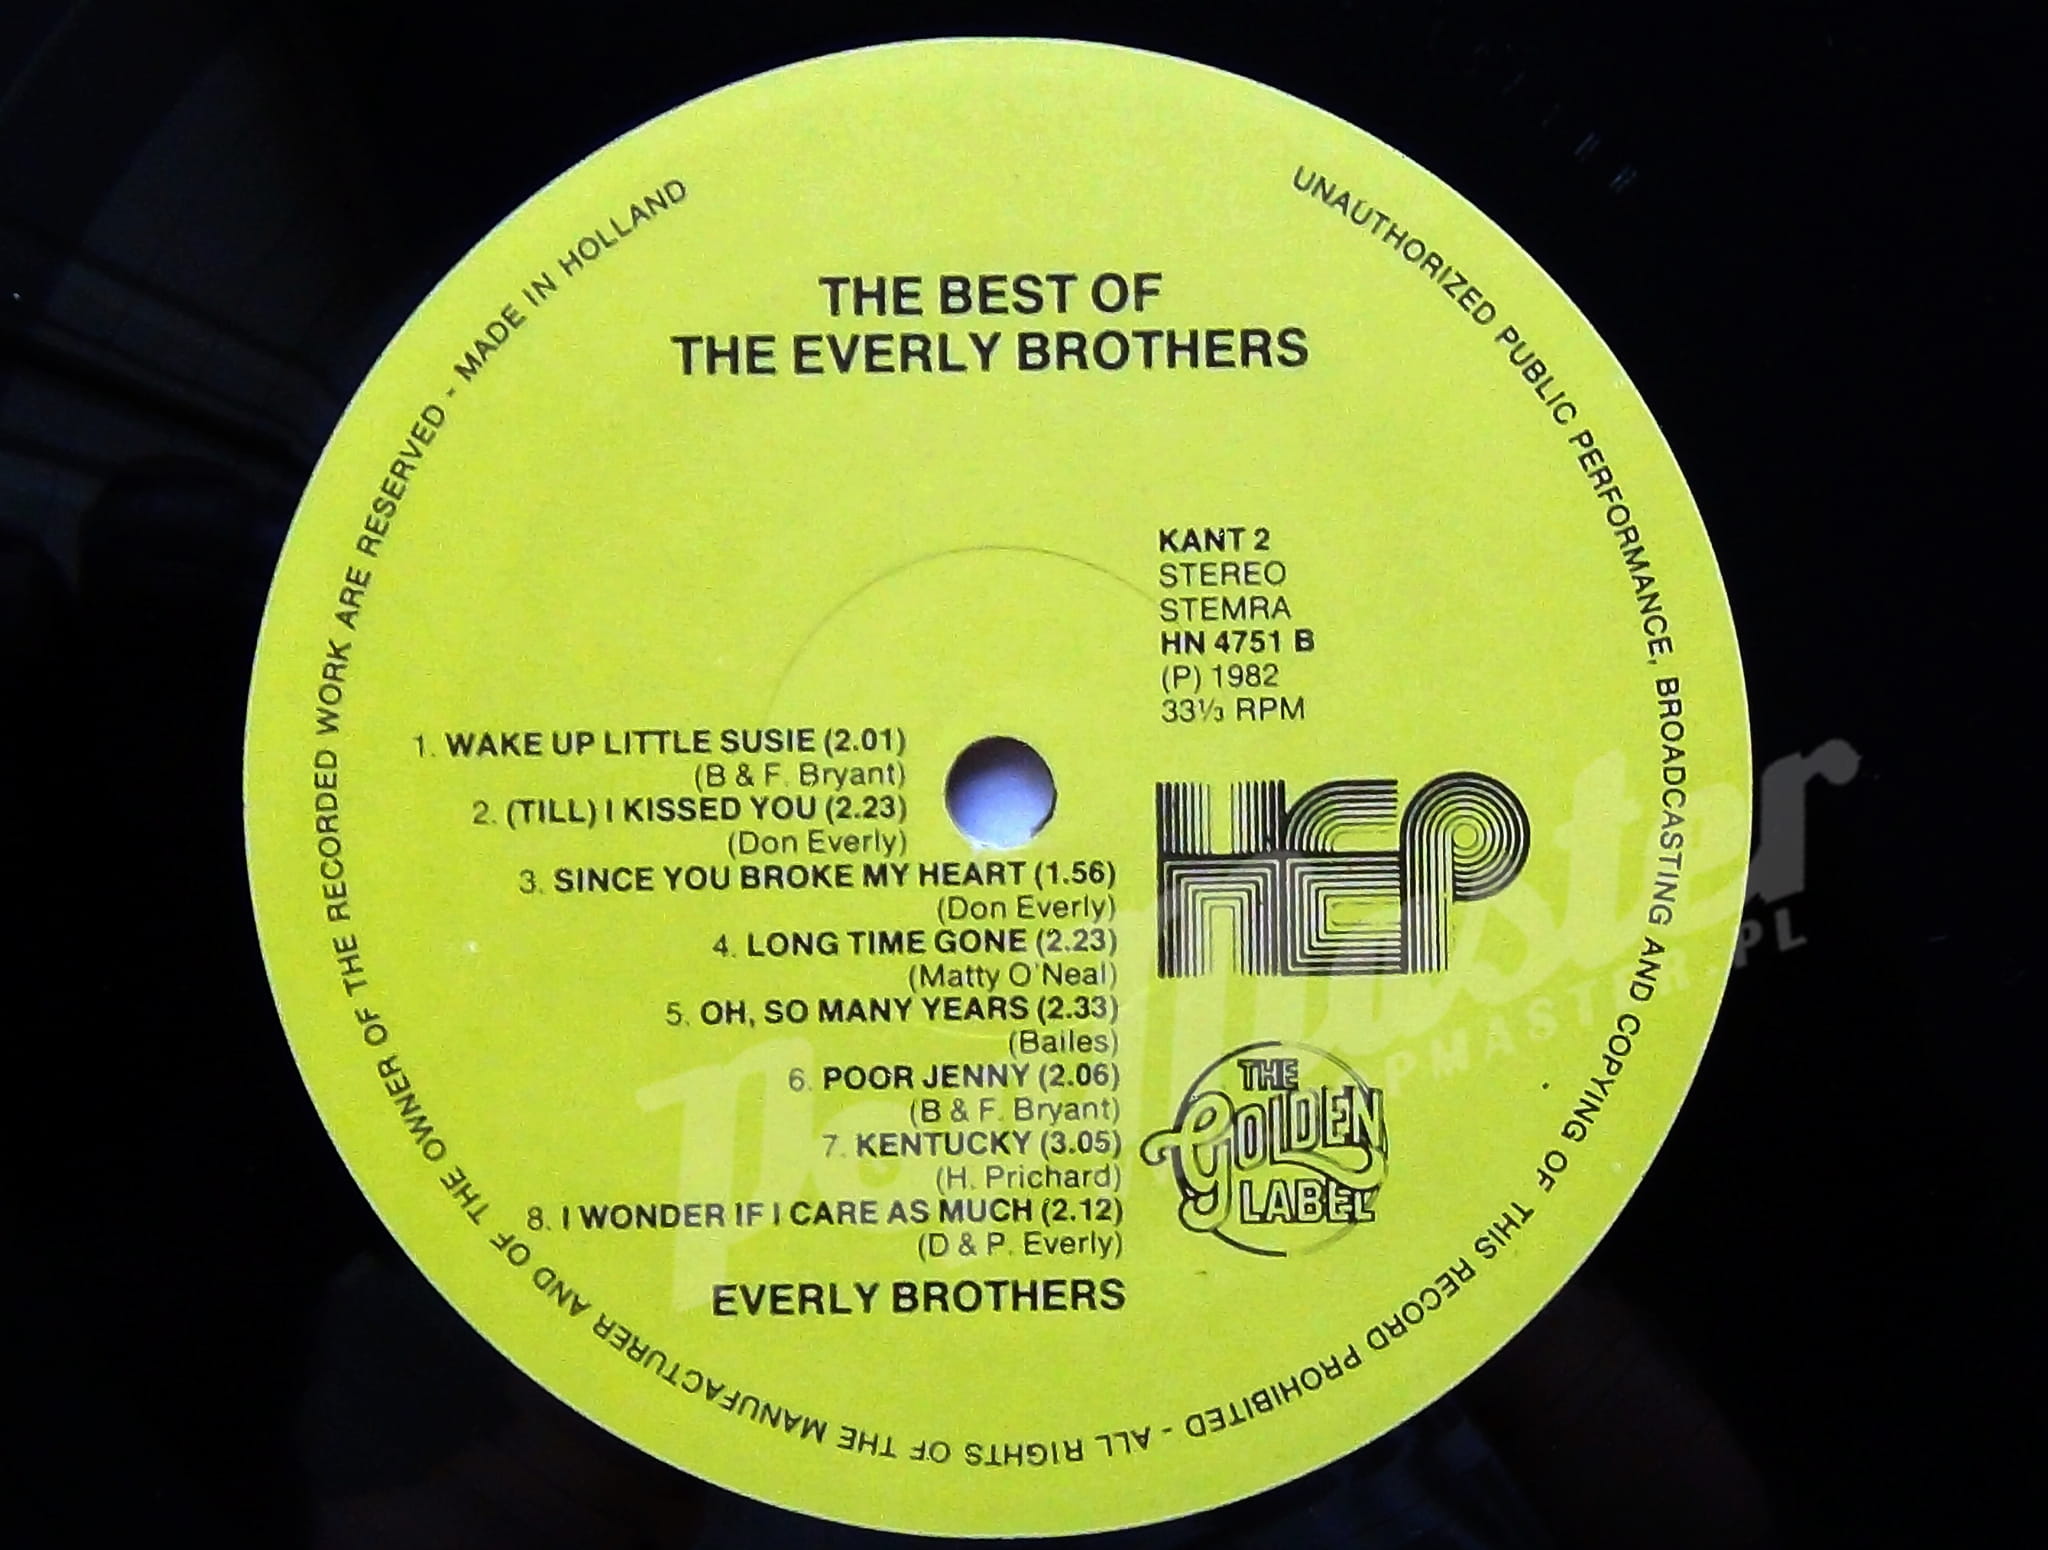 THE BEST OF
THE EVERLY BROTHERS
KANT 2
STEREO
STEMRA
HN 4751 B
(P) 1982
33⅓ RPM
1. WAKE UP LITTLE SUSIE (2.01)
(B & F. Bryant)
2. (TILL) I KISSED YOU (2.23)
(Don Everly)
3. SINCE YOU BROKE MY HEART (1.56)
(Don Everly)
4. LONG TIME GONE (2.23)
(Matty O'Neal)
5. OH, SO MANY YEARS (2.33)
(Bailes)
6. POOR JENNY (2.06)
(B & F. Bryant)
7. KENTUCKY (3.05)
(H. Prichard)
8. I WONDER IF I CARE AS MUCH (2.12)
(D & P. Everly)
EVERLY BROTHERS
THE
GOLDEN
LABEL
UNAUTHORIZED PUBLIC PERFORMANCE, BROADCASTING AND COPYING OF THIS RECORD PROHIBITED - ALL RIGHTS OF THE MANUFACTURER AND OF THE OWNER OF THE RECORDED WORK ARE RESERVED - MADE IN HOLLAND